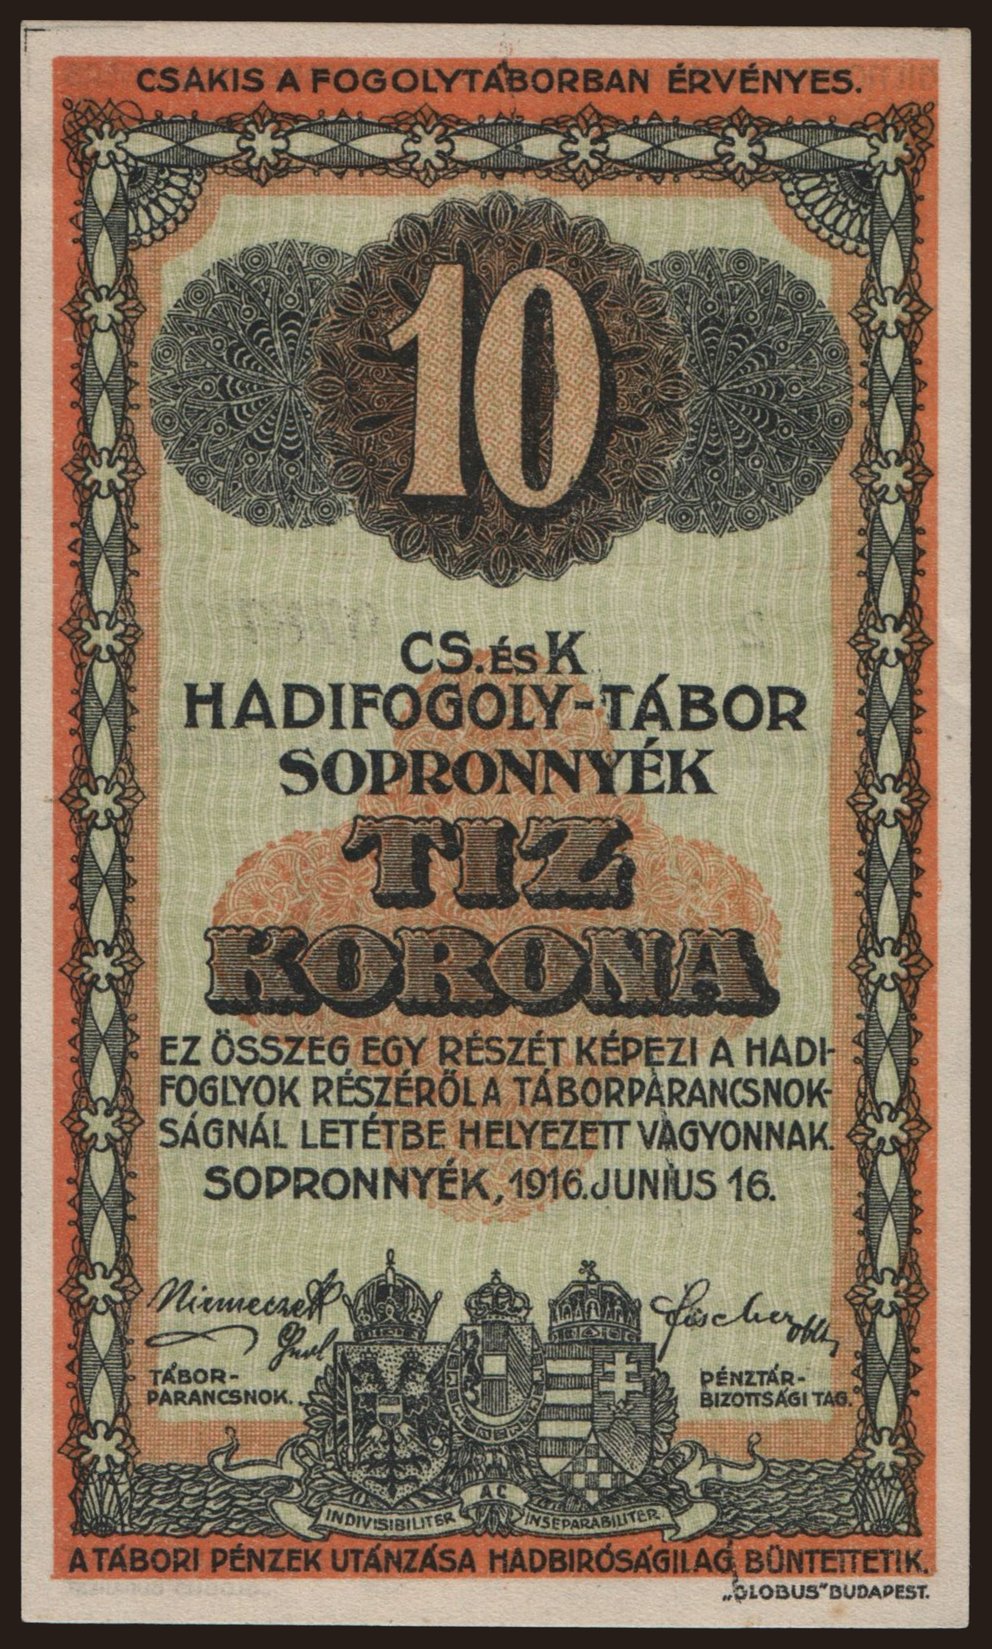 CSAKIS A FOGOLYTÁBORBAN ÉRVÉNYES.
10
CS. ÉS K
HADIFOGOLY-TÁBOR
SOPRONNYÉK
TIZ
KORONA
EZ ÖSSZEG EGY RÉSZÉT KÉPEZI A HADI-
FOGLYOK RÉSZÉRŐL A TÁBORPARANCSNOK-
SÁGNÁL LETÉTBE HELYEZETT VAGYONNAK.
SOPRONNYÉK, 1916. JUNIUS 16.
Fischer oblt.
TÁBOR-
PARANCSNOK.
PÉNZTÁR-
BIZOTTSÁGI TAG.
INDIVISIBILITER AC INSEPARABILITER
A TÁBORI PÉNZEK UTÁNZÁSA HADBIRÓSÁGILAG BÜNTETTETIK.
„GLOBUS" BUDAPEST.